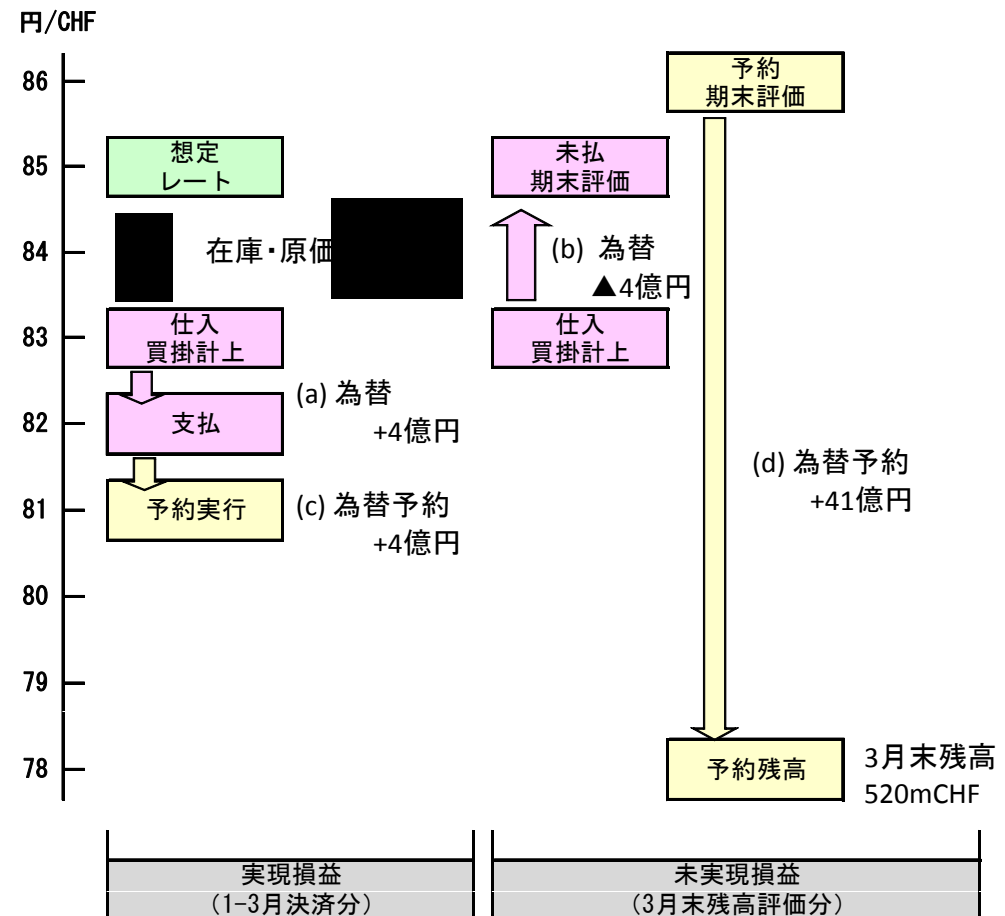 円/CHF
86
85
84
83
82
81
80
79
78
想定
レート
在庫・原価
仕入
買掛計上
支払
(a) 為替
+4億円
予約実行
(c) 為替予約
+4億円
未払
期末評価
(b) 為替
▲4億円
仕入
買掛計上
予約
期末評価
(d) 為替予約
+41億円
予約残高
3月末残高
520mCHF
実現損益
(1-3月決済分)
未実現損益
(3月末残高評価分)